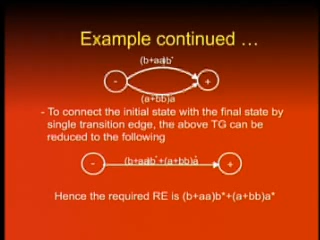 Example continued …
(b+aa)b*
-
+
(a+bb)a
- To connect the initial state with the final state by
single transition edge, the above TG can be
reduced to the following
-
(b+aa)b*+(a+bb)a*
+
Hence the required RE is (b+aa)b*+(a+bb)a*